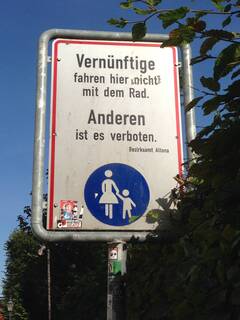 Vernünftige
fahren hier nicht
mit dem Rad.
Anderen
ist es verboten.
Bezirksamt Altona